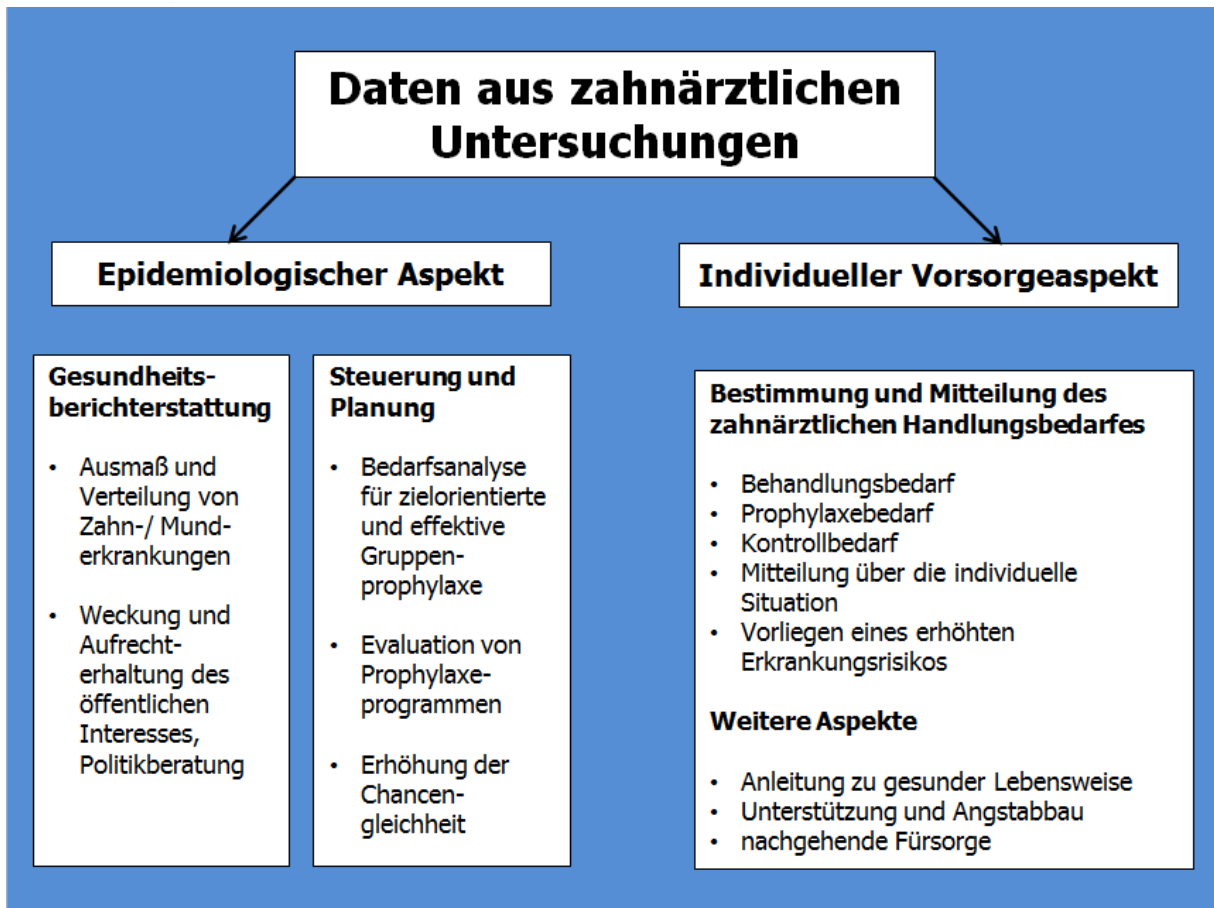 Daten aus zahnärztlichen
Untersuchungen
Epidemiologischer Aspekt
Individueller Vorsorgeaspekt
Gesundheits-
berichterstattung
• Ausmaß und
Verteilung von
Zahn-/ Mund-
erkrankungen
• Weckung und
Aufrecht-
erhaltung des
öffentlichen
Interesses,
Politikberatung
Steuerung und
Planung
• Bedarfsanalyse
für zielorientierte
und effektive
Gruppen-
prophylaxe
• Evaluation von
Prophylaxe-
programmen
• Erhöhung der
Chancen-
gleichheit
Bestimmung und Mitteilung des
zahnärztlichen Handlungsbedarfes
• Behandlungsbedarf
• Prophylaxebedarf
• Kontrollbedarf
• Mitteilung über die individuelle
Situation
• Vorliegen eines erhöhten
Erkrankungsrisikos
Weitere Aspekte
• Anleitung zu gesunder Lebensweise
• Unterstützung und Angstabbau
• nachgehende Fürsorge